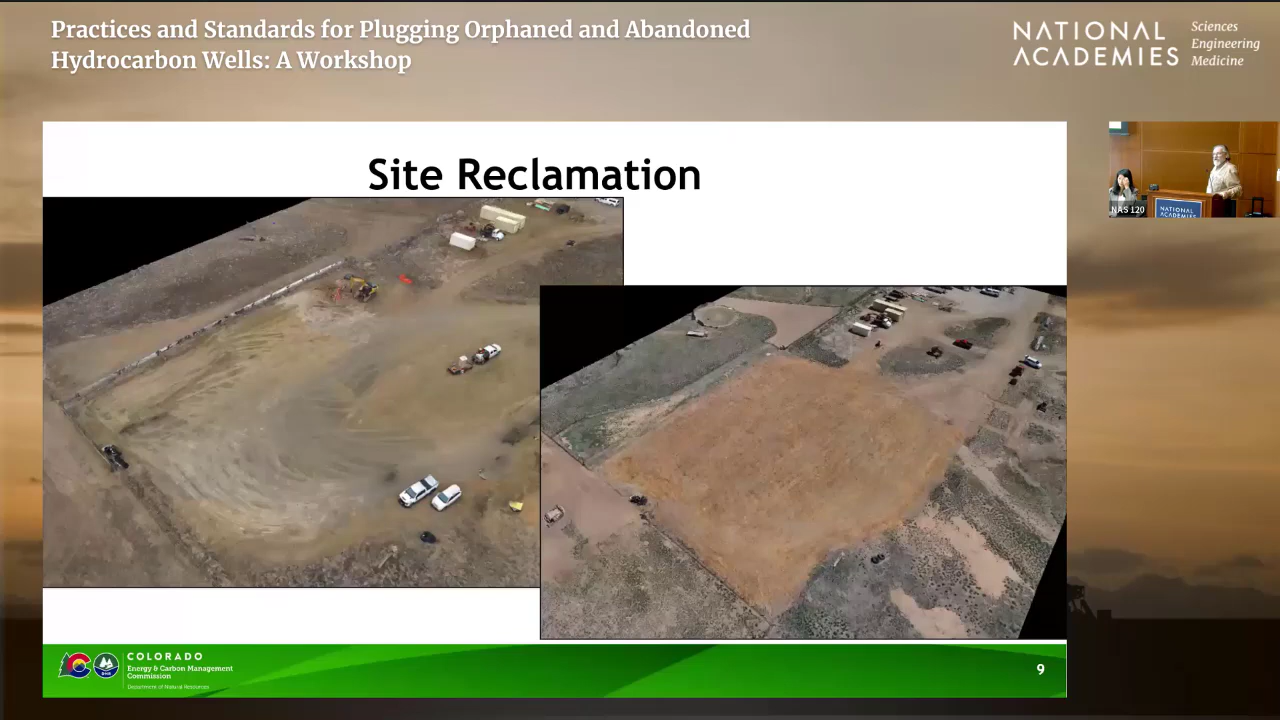 Practices and Standards for Plugging Orphaned and Abandoned
Hydrocarbon Wells: A Workshop
NATIONAL
ACADEMIES
Sciences
Engineering
Medicine
Site Reclamation
NAS 120
NATIONAL
ACADEMIES
COLORADO
Energy & Carbon Management
Commission
Department of Natural Resources
9